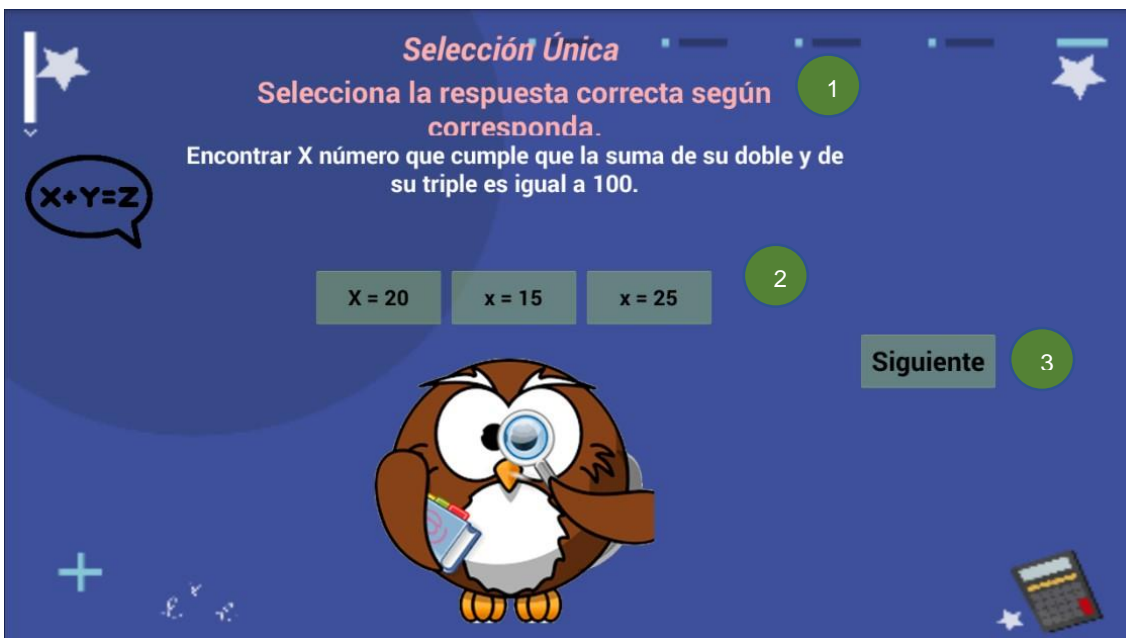 Selección Única
Selecciona la respuesta correcta según
corresponda.
1
Encontrar X número que cumple que la suma de su doble y de
su triple es igual a 100.
X+Y=Z
X = 20
x = 15
x = 25
2
Siguiente
3